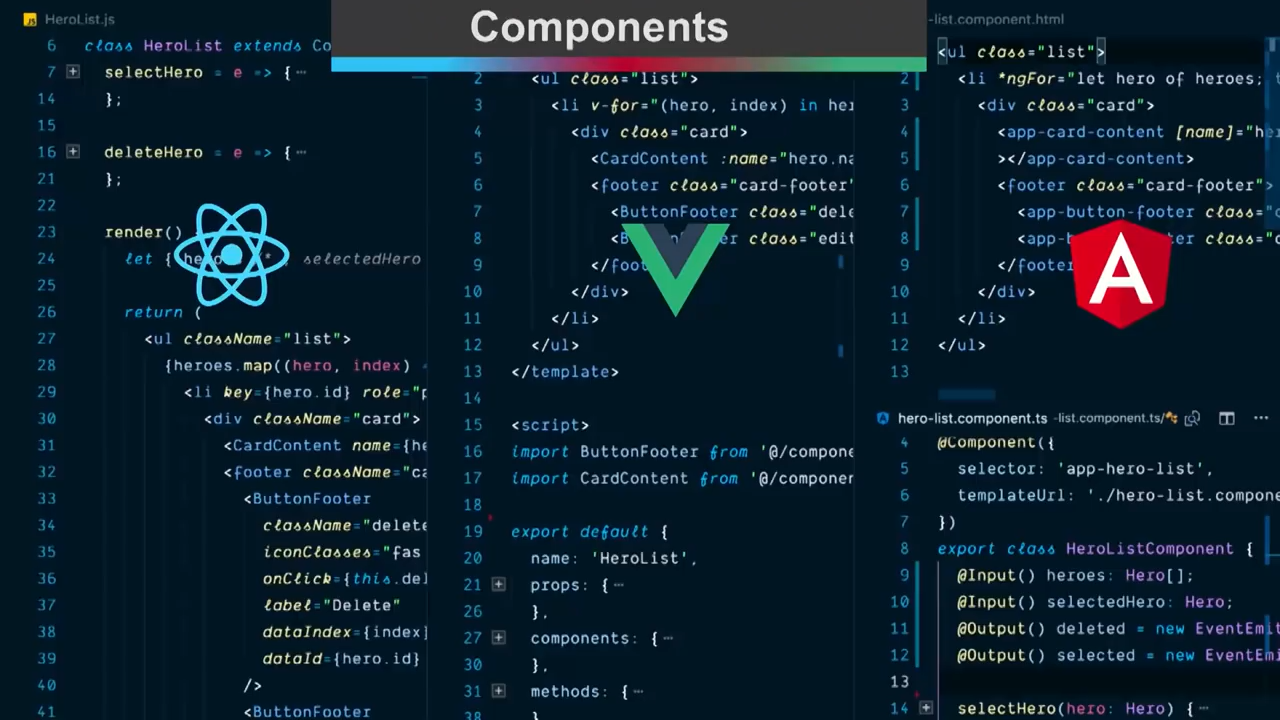 Components
HeroList.js
6 class HeroList extends Co
7 selectHero = e => { ⋯
14 };
15
16 deleteHero = e => { ⋯
21 };
22
23 render()
24 let { selectedHero
25
26 return (
27 <ul className="list">
28 {heroes.map((hero, index)
29 <li key={hero.id} role="p
30 <div className="card">
31 <CardContent name={he
32 <footer className="ca
33 <ButtonFooter
34 className="delete
35 iconClasses="fas
36 onClick={this.del
37 label="Delete"
38 dataIndex={index}
39 dataId={hero.id}
40 />
41 <ButtonFooter
2 <ul class="list">
3 <li v-for="(hero, index) in her
4 <div class="card">
5 <CardContent :name="hero.na
6 <footer class="card-footer"
7 <ButtonFooter class="dele
8 class="edit
9 </foot
10 </div>
11 </li>
12 </ul>
13 </template>
14
15 <script>
16 import ButtonFooter from '@/compone
17 import CardContent from '@/componen
18
19 export default {
20 name: 'HeroList',
21 props: { ⋯
26 },
27 components: { ⋯
30 },
31 methods: { ⋯
38 }
-list.component.html
<ul class="list">
2 <li *ngFor="let hero of heroes; t
3 <div class="card">
4 <app-card-content [name]="he
5 ></app-card-content>
6 <footer class="card-footer">
7 <app-button-footer class="d
8 <app-b er class="e
9 </footer
10 </div>
11 </li>
12 </ul>
13
A
hero-list.component.ts -list.component.ts/ ⋯
4 @Component({
5 selector: 'app-hero-list',
6 templateUrl: './hero-list.compone
7 })
8 export class HeroListComponent {
9 @Input() heroes: Hero[];
10 @Input() selectedHero: Hero;
11 @Output() deleted = new EventEmit
12 @Output() selected = new EventEmi
13
14 selectHero(hero: Hero) { ⋯